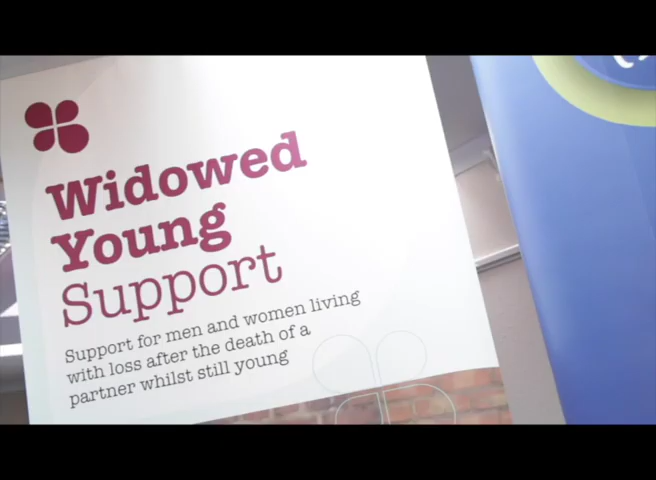 Widowed
Young
Support
Support for men and women living
with loss after the death of a
partner whilst still young